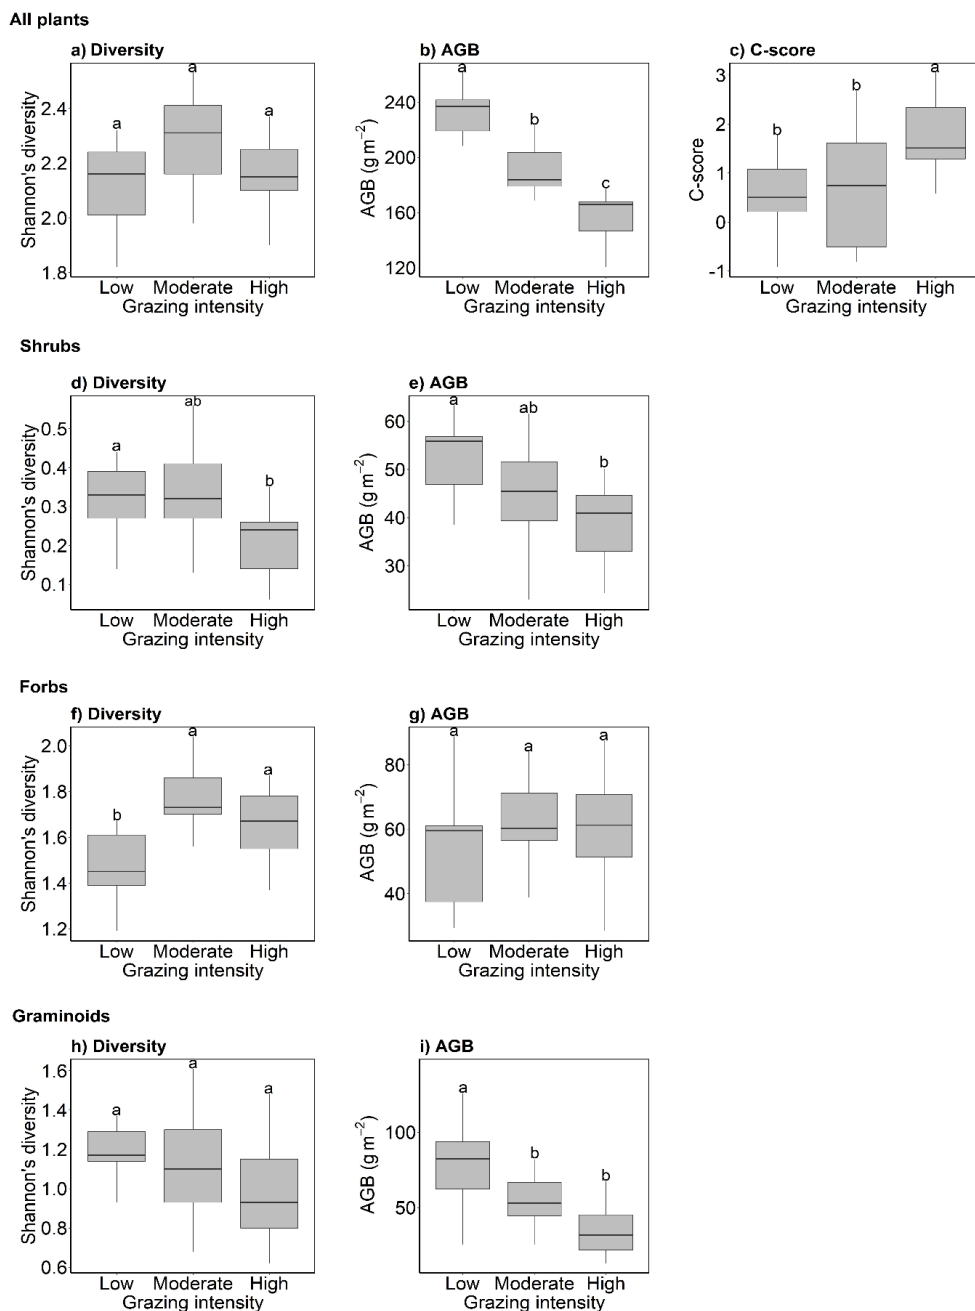 All plants
a) Diversity
b) AGB
c) C-score
Shannon's diversity
2.4
2.2
2.0
1.8
a
a
a
Low Moderate High
Grazing intensity
AGB (g m⁻²)
240
200
160
120
a
b
c
Low Moderate High
Grazing intensity
C-score
3
2
1
0
-1
b
b
a
Low Moderate High
Grazing intensity
Shrubs
d) Diversity
e) AGB
Shannon's diversity
0.5
0.4
0.3
0.2
0.1
a
ab
b
Low Moderate High
Grazing intensity
AGB (g m⁻²)
60
50
40
30
a
ab
b
Low Moderate High
Grazing intensity
Forbs
f) Diversity
g) AGB
Shannon's diversity
2.0
1.8
1.6
1.4
1.2
b
a
a
Low Moderate High
Grazing intensity
AGB (g m⁻²)
80
60
40
a
a
a
Low Moderate High
Grazing intensity
Graminoids
h) Diversity
i) AGB
Shannon's diversity
1.6
1.4
1.2
1.0
0.8
0.6
a
a
a
Low Moderate High
Grazing intensity
AGB (g m⁻²)
100
50
a
b
b
Low Moderate High
Grazing intensity